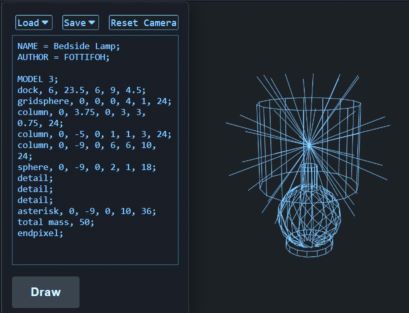 Load▼ Save▼ Reset Camera
NAME = Bedside Lamp;
AUTHOR = FOTTIFOH;
MODEL 3;
dock, 6, 23.5, 6, 9, 4.5;
gridsphere, 0, 0, 0, 4, 1, 24;
column, 0, 3.75, 0, 3, 3,
0.75, 24;
column, 0, -5, 0, 1, 1, 3, 24;
column, 0, -9, 0, 6, 6, 10,
24;
sphere, 0, -9, 0, 2, 1, 18;
detail;
detail;
detail;
asterisk, 0, -9, 0, 10, 36;
total mass, 50;
endpixel;
Draw